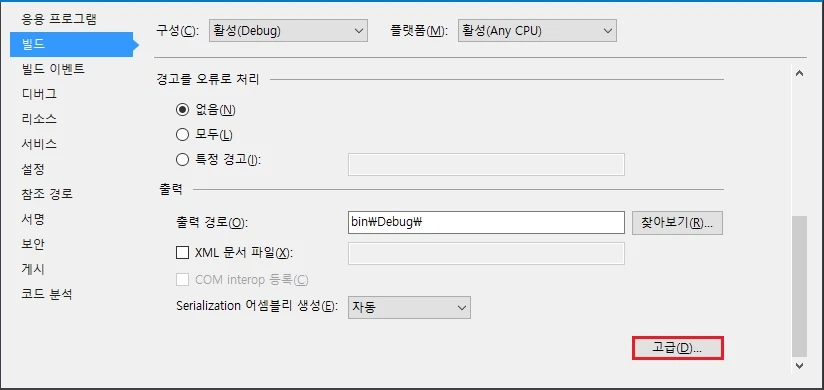 응용 프로그램
빌드
빌드 이벤트
디버그
리소스
서비스
설정
참조 경로
서명
보안
게시
코드 분석
구성(C): 활성(Debug) 플랫폼(M): 활성(Any CPU)
경고를 오류로 처리
없음(N)
모두(L)
특정 경고(I):
출력
출력 경로(O): bin₩Debug₩ 찾아보기(R)...
XML 문서 파일(X):
COM interop 등록(C)
Serialization 어셈블리 생성(E): 자동
고급(D)...